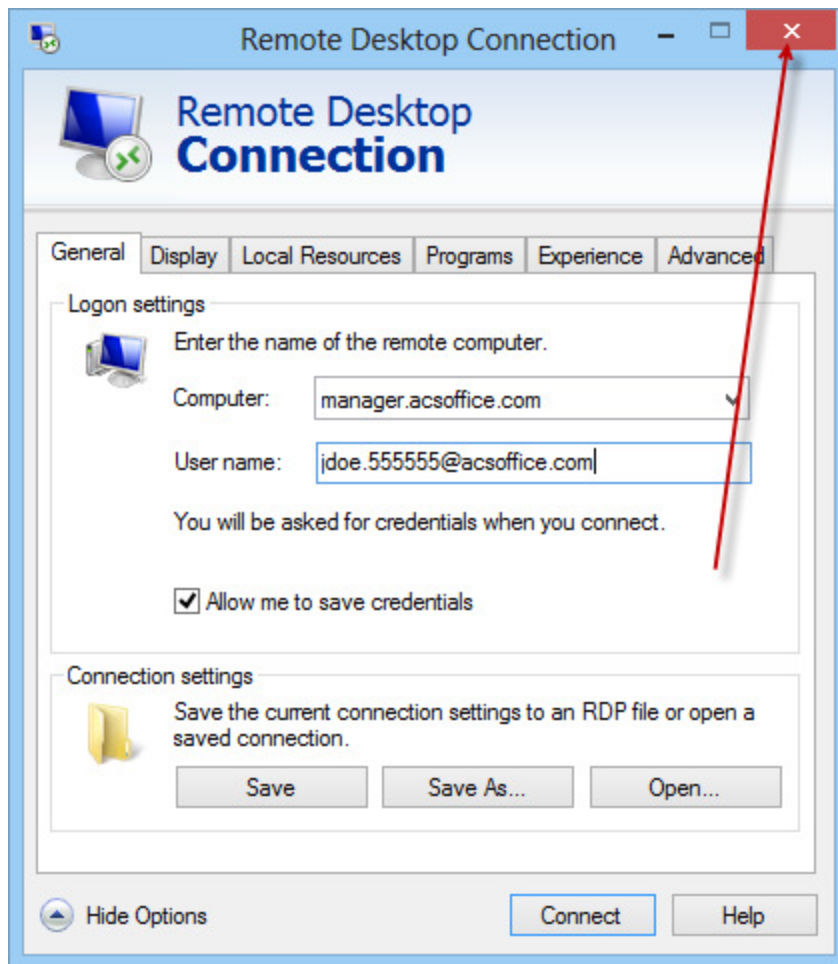 Remote Desktop Connection
Remote Desktop
Connection
General Display Local Resources Programs Experience Advanced
Logon settings
Enter the name of the remote computer.
Computer: manager.acsoffice.com
User name: jdoe.555555@acsoffice.com
You will be asked for credentials when you connect.
Allow me to save credentials
Connection settings
Save the current connection settings to an RDP file or open a
saved connection.
Save Save As... Open...
Hide Options Connect Help